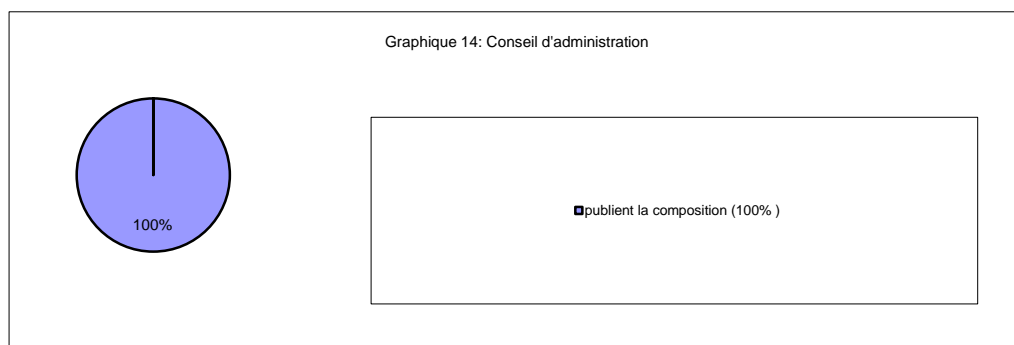 Graphique 14: Conseil d'administration
100%
publient la composition (100% )